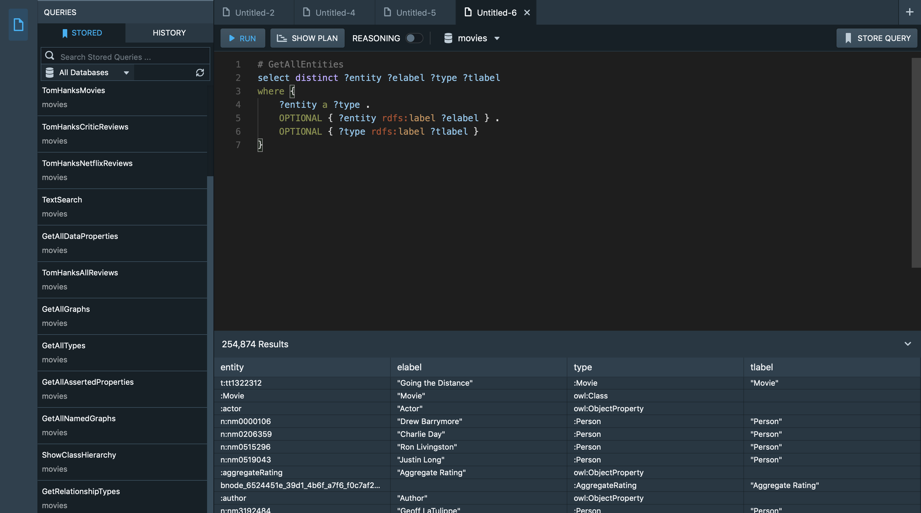 QUERIES
STORED
HISTORY
Search Stored Queries ...
All Databases
TomHanksMovies
movies
TomHanksCriticReviews
movies
TomHanksNetflixReviews
movies
TextSearch
movies
GetAllDataProperties
movies
TomHanksAllReviews
movies
GetAllGraphs
movies
GetAllTypes
movies
GetAllAssertedProperties
movies
GetAllNamedGraphs
movies
ShowClassHierarchy
movies
GetRelationshipTypes
movies
Untitled-2 Untitled-4 Untitled-5 Untitled-6
RUN SHOW PLAN REASONING movies STORE QUERY
1 # GetAllEntities
2 select distinct ?entity ?elabel ?type ?tlabel
3 where {
4 ?entity a ?type .
5 OPTIONAL { ?entity rdfs:label ?elabel } .
6 OPTIONAL { ?type rdfs:label ?tlabel }
7 }
254,874 Results
entity elabel type tlabel
t:tt1322312 "Going the Distance" :Movie "Movie"
:Movie "Movie" owl:Class
:actor "Actor" owl:ObjectProperty
n:nm0000106 "Drew Barrymore" :Person "Person"
n:nm0206359 "Charlie Day" :Person "Person"
n:nm0515296 "Ron Livingston" :Person "Person"
n:nm0519043 "Justin Long" :Person "Person"
:aggregateRating "Aggregate Rating" owl:ObjectProperty
bnode_6524451e_39d1_4b6f_a7f6_f0c7af2... :AggregateRating "Aggregate Rating"
:author "Author" owl:ObjectProperty
n:nm3192484 "Geoff LaTulippe" :Person "Person"